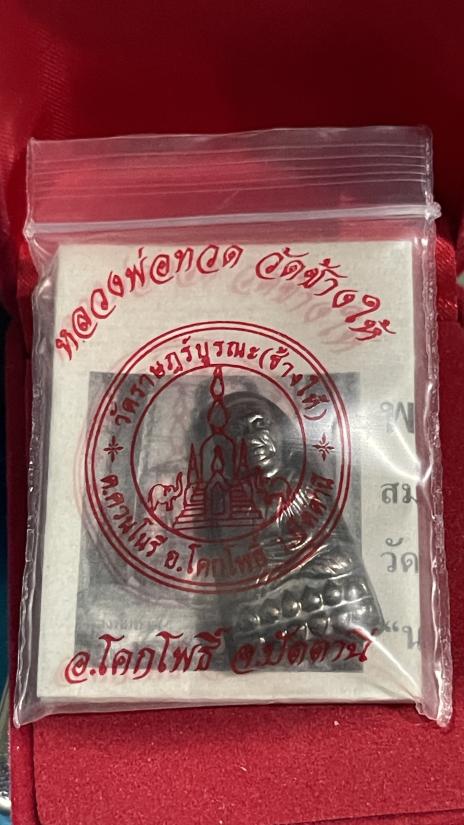 หลวงพ่อทวด วัดช้างให้
วัดราษฎร์บูรณะ(ช้างให้)
ต.ควนโนรี อ.โคกโพธิ์ จ.ปัตตานี
สม
วัด
อ.โคกโพธิ์ จ.ปัตตานี